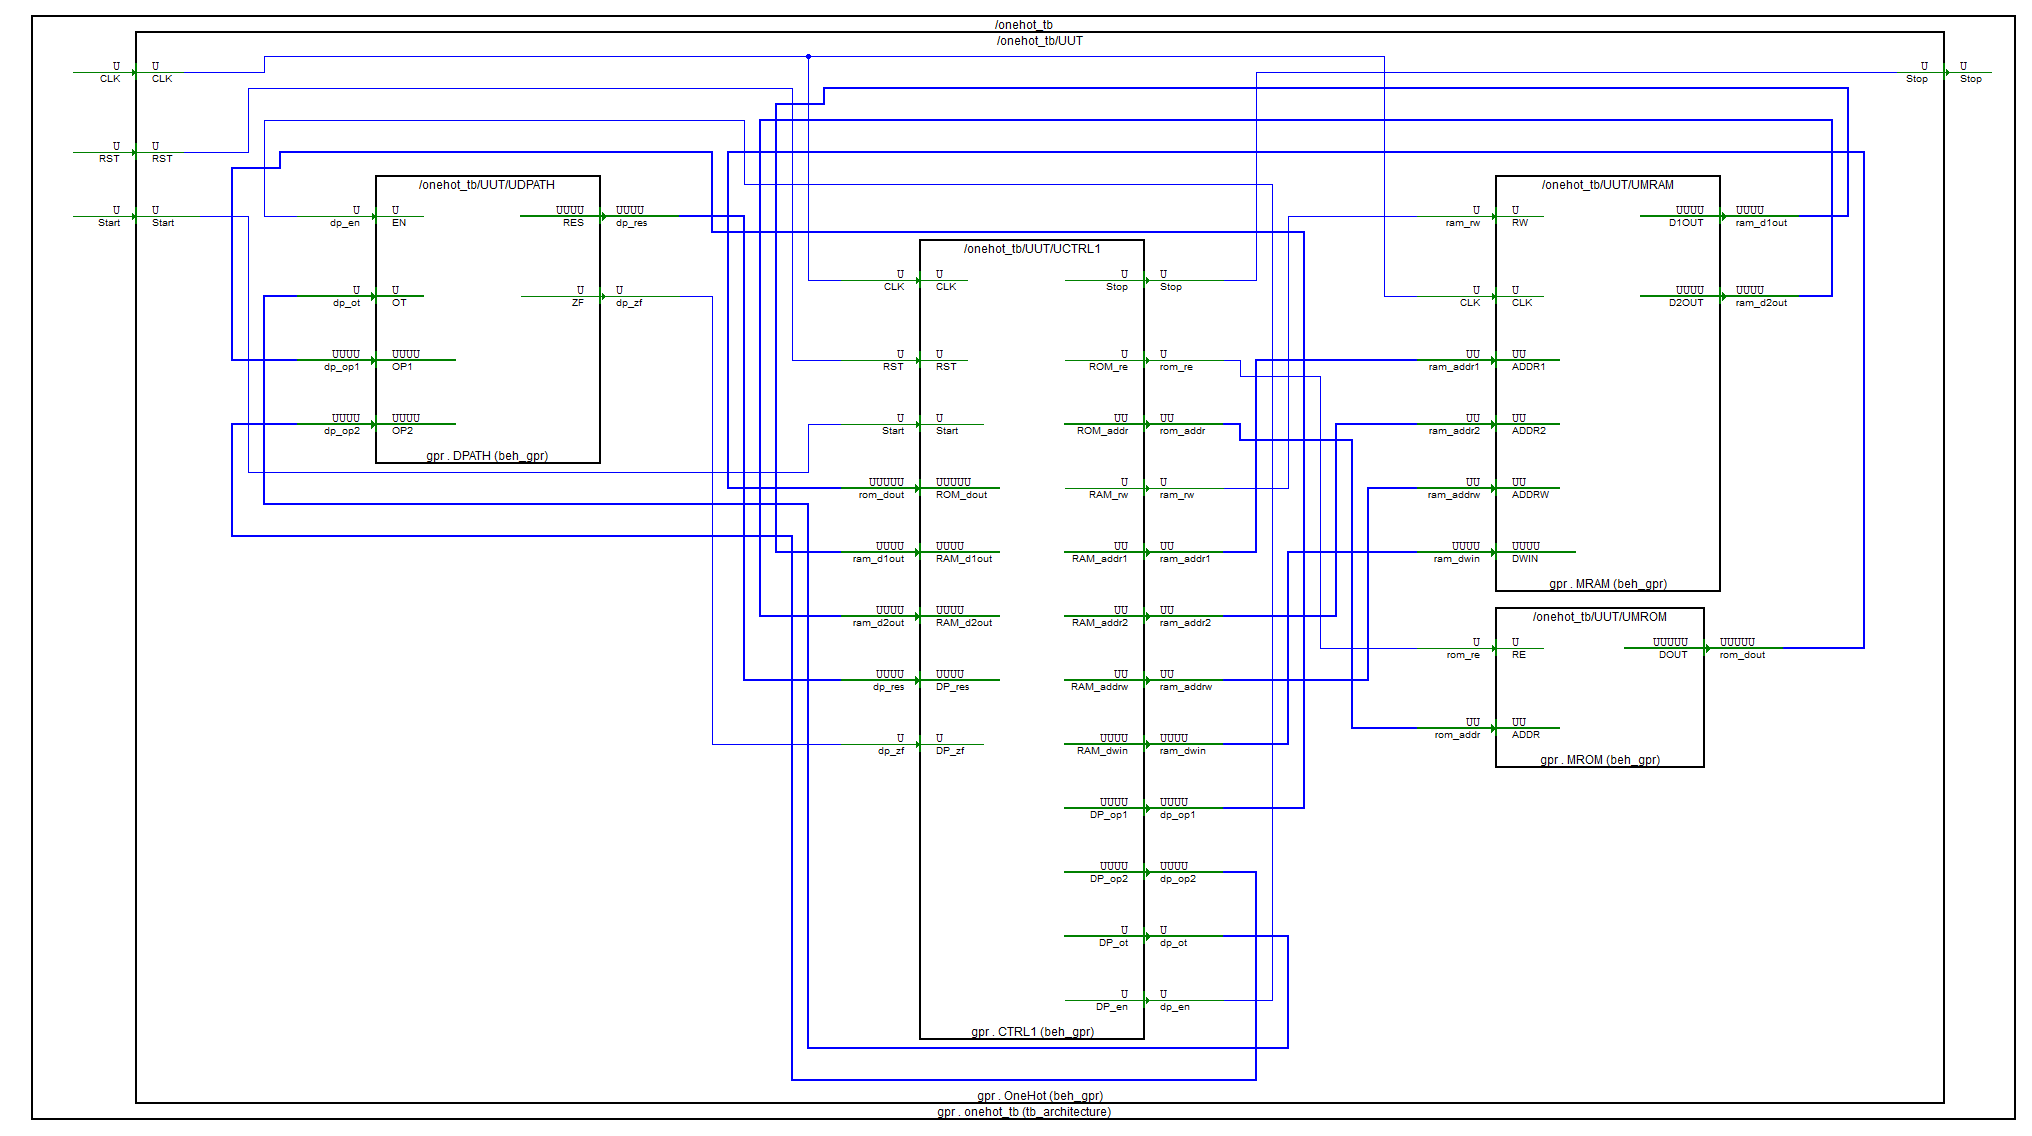 /onehot_tb
/onehot_tb/UUT
U
CLK
U
CLK
U
RST
U
RST
U
Start
U
Start
U
Stop
U
Stop
/onehot_tb/UUT/UDPATH
U
dp_en
U
EN
U
dp_ot
U
OT
UUUU
dp_op1
UUUU
OP1
UUUU
dp_op2
UUUU
OP2
UUUU
RES
UUUU
dp_res
U
ZF
U
dp_zf
gpr . DPATH (beh_gpr)
/onehot_tb/UUT/UCTRL1
U
CLK
U
CLK
U
RST
U
RST
U
Start
U
Start
UUUUU
rom_dout
UUUUU
ROM_dout
UUUU
ram_d1out
UUUU
RAM_d1out
UUUU
ram_d2out
UUUU
RAM_d2out
UUUU
dp_res
UUUU
DP_res
U
dp_zf
U
DP_zf
U
Stop
U
Stop
U
ROM_re
U
rom_re
UU
ROM_addr
UU
rom_addr
U
RAM_rw
U
ram_rw
UU
RAM_addr1
UU
ram_addr1
UU
RAM_addr2
UU
ram_addr2
UU
RAM_addrw
UU
ram_addrw
UUUU
RAM_dwin
UUUU
ram_dwin
UUUU
DP_op1
UUUU
dp_op1
UUUU
DP_op2
UUUU
dp_op2
U
DP_ot
U
dp_ot
U
DP_en
U
dp_en
gpr . CTRL1 (beh_gpr)
/onehot_tb/UUT/UMRAM
U
ram_rw
U
RW
U
CLK
U
CLK
UU
ram_addr1
UU
ADDR1
UU
ram_addr2
UU
ADDR2
UU
ram_addrw
UU
ADDRW
UUUU
ram_dwin
UUUU
DWIN
UUUU
D1OUT
UUUU
ram_d1out
UUUU
D2OUT
UUUU
ram_d2out
gpr . MRAM (beh_gpr)
/onehot_tb/UUT/UMROM
U
rom_re
U
RE
UU
rom_addr
UU
ADDR
UUUUU
DOUT
UUUUU
rom_dout
gpr . MROM (beh_gpr)
gpr . OneHot (beh_gpr)
gpr . onehot_tb (tb_architecture)